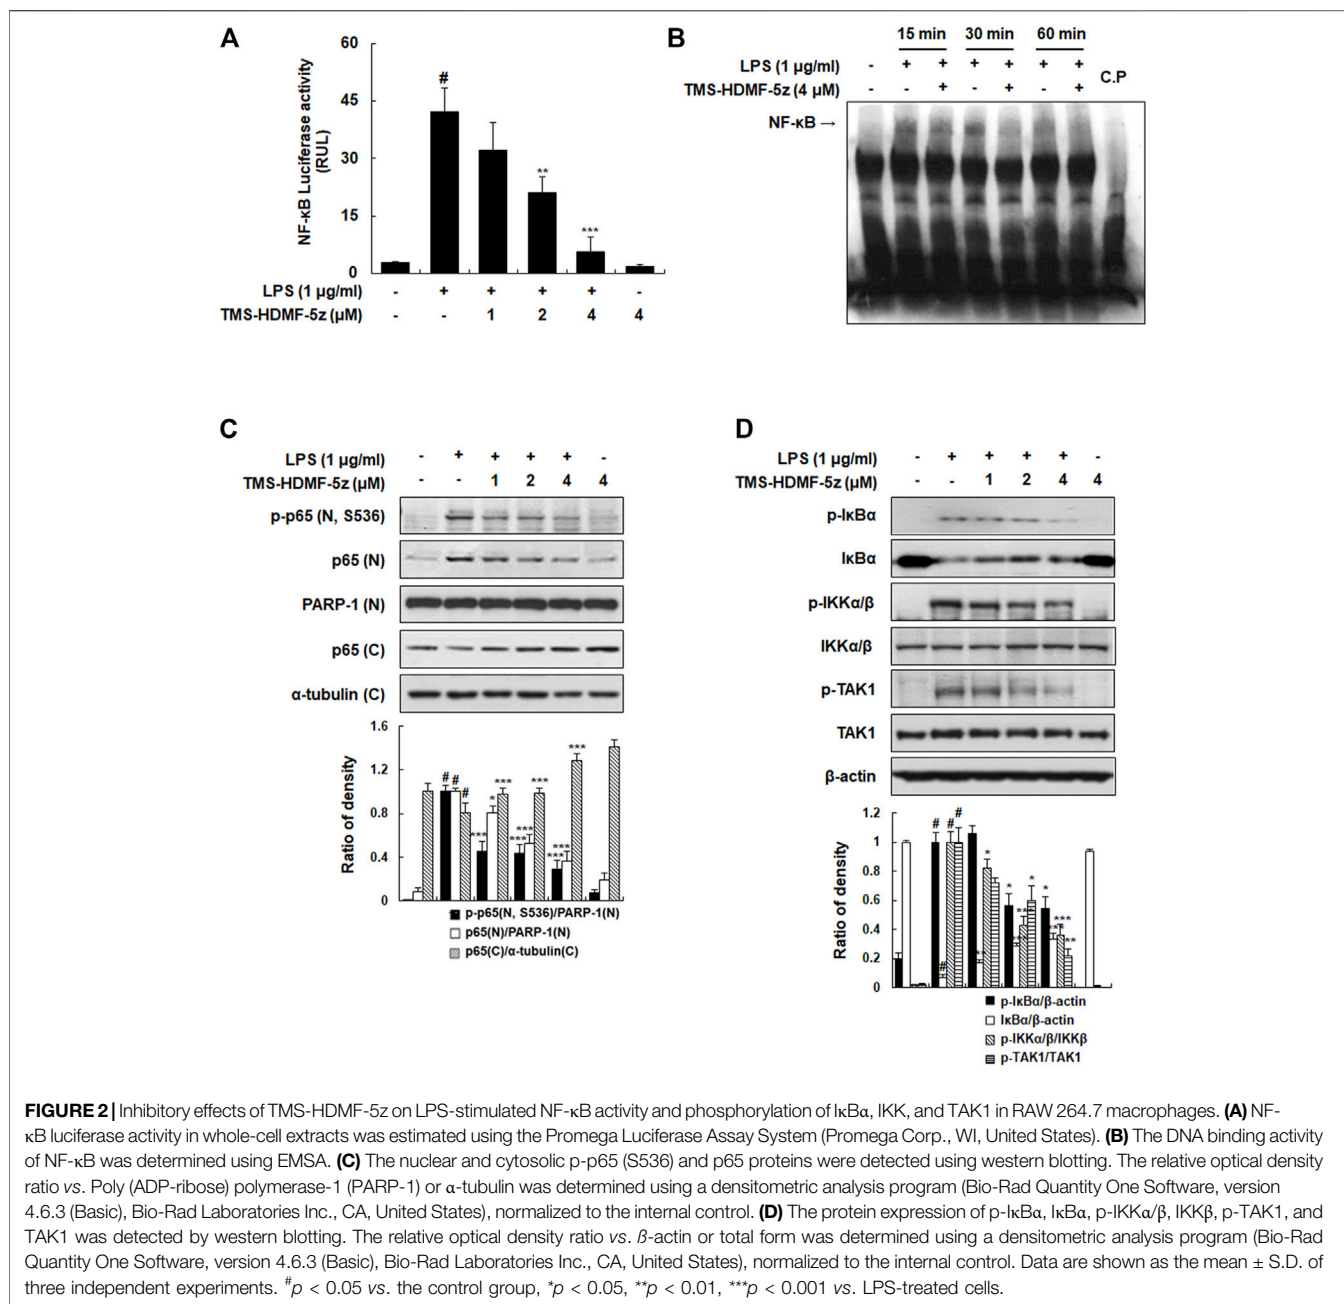 A
60
45
30
15
0
NF-κB Luciferase activity
(RUL)
#
**
***
LPS (1 μg/ml) - + + + + -
TMS-HDMF-5z (μM) - - 1 2 4 4
B
15 min 30 min 60 min
LPS (1 μg/ml) - + + + + + +
TMS-HDMF-5z (4 μM) - - + - + - +
C.P
NF-κB →
C
LPS (1 μg/ml) - + + + + -
TMS-HDMF-5z (μM) - - 1 2 4 4
p-p65 (N, S536)
p65 (N)
PARP-1 (N)
p65 (C)
α-tubulin (C)
1.6
1.2
0.8
0.4
0
Ratio of density
# # #
*** * ***
*** *** ***
*** *** ***
p-p65(N, S536)/PARP-1(N)
p65(N)/PARP-1(N)
p65(C)/α-tubulin(C)
D
LPS (1 μg/ml) - + + + + -
TMS-HDMF-5z (μM) - - 1 2 4 4
p-IκBα
IκBα
p-IKKα/β
IKKα/β
p-TAK1
TAK1
β-actin
1.2
1
0.8
0.6
0.4
0.2
0
Ratio of density
# # # #
** *
* *** ** *
* *** *** **
p-IκBα/β-actin
IκBα/β-actin
p-IKKα/β/IKKβ
p-TAK1/TAK1
FIGURE 2 | Inhibitory effects of TMS-HDMF-5z on LPS-stimulated NF-κB activity and phosphorylation of IκBα, IKK, and TAK1 in RAW 264.7 macrophages. (A) NF-
κB luciferase activity in whole-cell extracts was estimated using the Promega Luciferase Assay System (Promega Corp., WI, United States). (B) The DNA binding activity
of NF-κB was determined using EMSA. (C) The nuclear and cytosolic p-p65 (S536) and p65 proteins were detected using western blotting. The relative optical density
ratio vs. Poly (ADP-ribose) polymerase-1 (PARP-1) or α-tubulin was determined using a densitometric analysis program (Bio-Rad Quantity One Software, version
4.6.3 (Basic), Bio-Rad Laboratories Inc., CA, United States), normalized to the internal control. (D) The protein expression of p-IκBα, IκBα, p-IKKα/β, IKKβ, p-TAK1, and
TAK1 was detected by western blotting. The relative optical density ratio vs. β-actin or total form was determined using a densitometric analysis program (Bio-Rad
Quantity One Software, version 4.6.3 (Basic), Bio-Rad Laboratories Inc., CA, United States), normalized to the internal control. Data are shown as the mean ± S.D. of
three independent experiments. #p < 0.05 vs. the control group, *p < 0.05, **p < 0.01, ***p < 0.001 vs. LPS-treated cells.